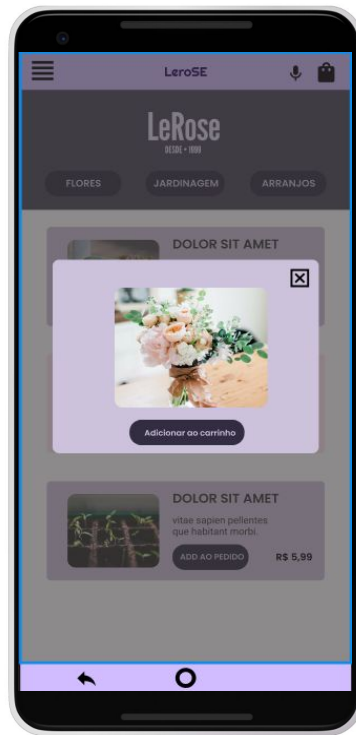 LeroSE
LeRose
DESDE • 1990
FLORES JARDINAGEM ARRANJOS
DOLOR SIT AMET
Adicionar ao carrinho
DOLOR SIT AMET
vitae sapien pellentes
que habitant morbi.
ADD AO PEDIDO R$ 5,99